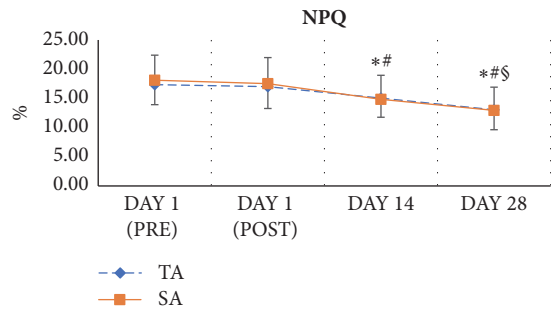 NPQ
25.00
20.00
15.00
10.00
5.00
0.00
%
*#
*#§
DAY 1 (PRE)
DAY 1 (POST)
DAY 14
DAY 28
TA
SA